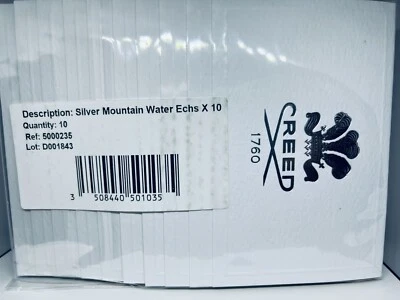 Description: Silver Mountain Water Echs X 10
Quantity: 10
Ref: 5000235
Lot: D001843
3 508440 501035
CREED
1760